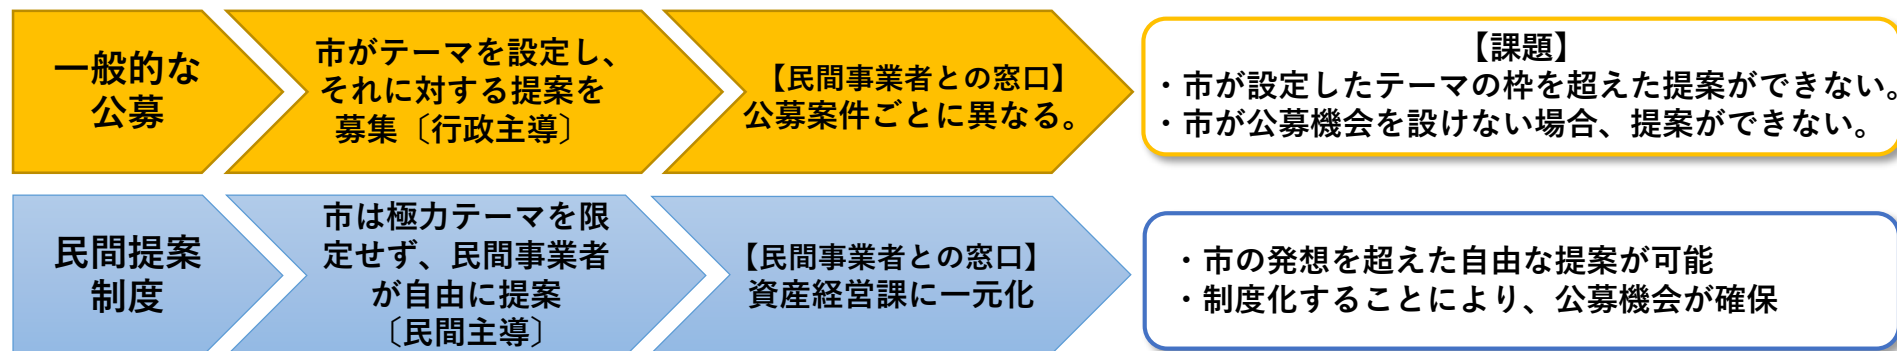 一般的な
公募
市がテーマを設定し、
それに対する提案を
募集〔行政主導〕
【民間事業者との窓口】
公募案件ごとに異なる。
【課題】
・市が設定したテーマの枠を超えた提案ができない。
・市が公募機会を設けない場合、提案ができない。
民間提案
制度
市は極力テーマを限
定せず、民間事業者
が自由に提案
〔民間主導〕
【民間事業者との窓口】
資産経営課に一元化
・市の発想を超えた自由な提案が可能
・制度化することにより、公募機会が確保